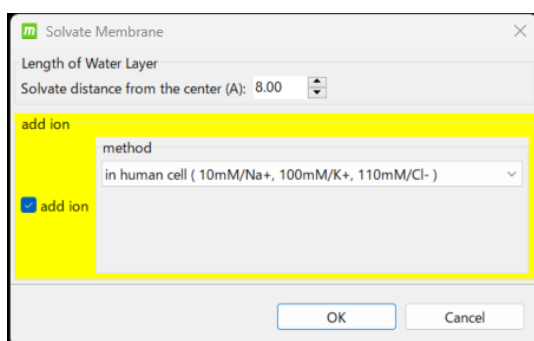 m Solvate Membrane
Length of Water Layer
Solvate distance from the center (A): 8.00
add ion
method
in human cell ( 10mM/Na+, 100mM/K+, 110mM/Cl- )
add ion
OK Cancel